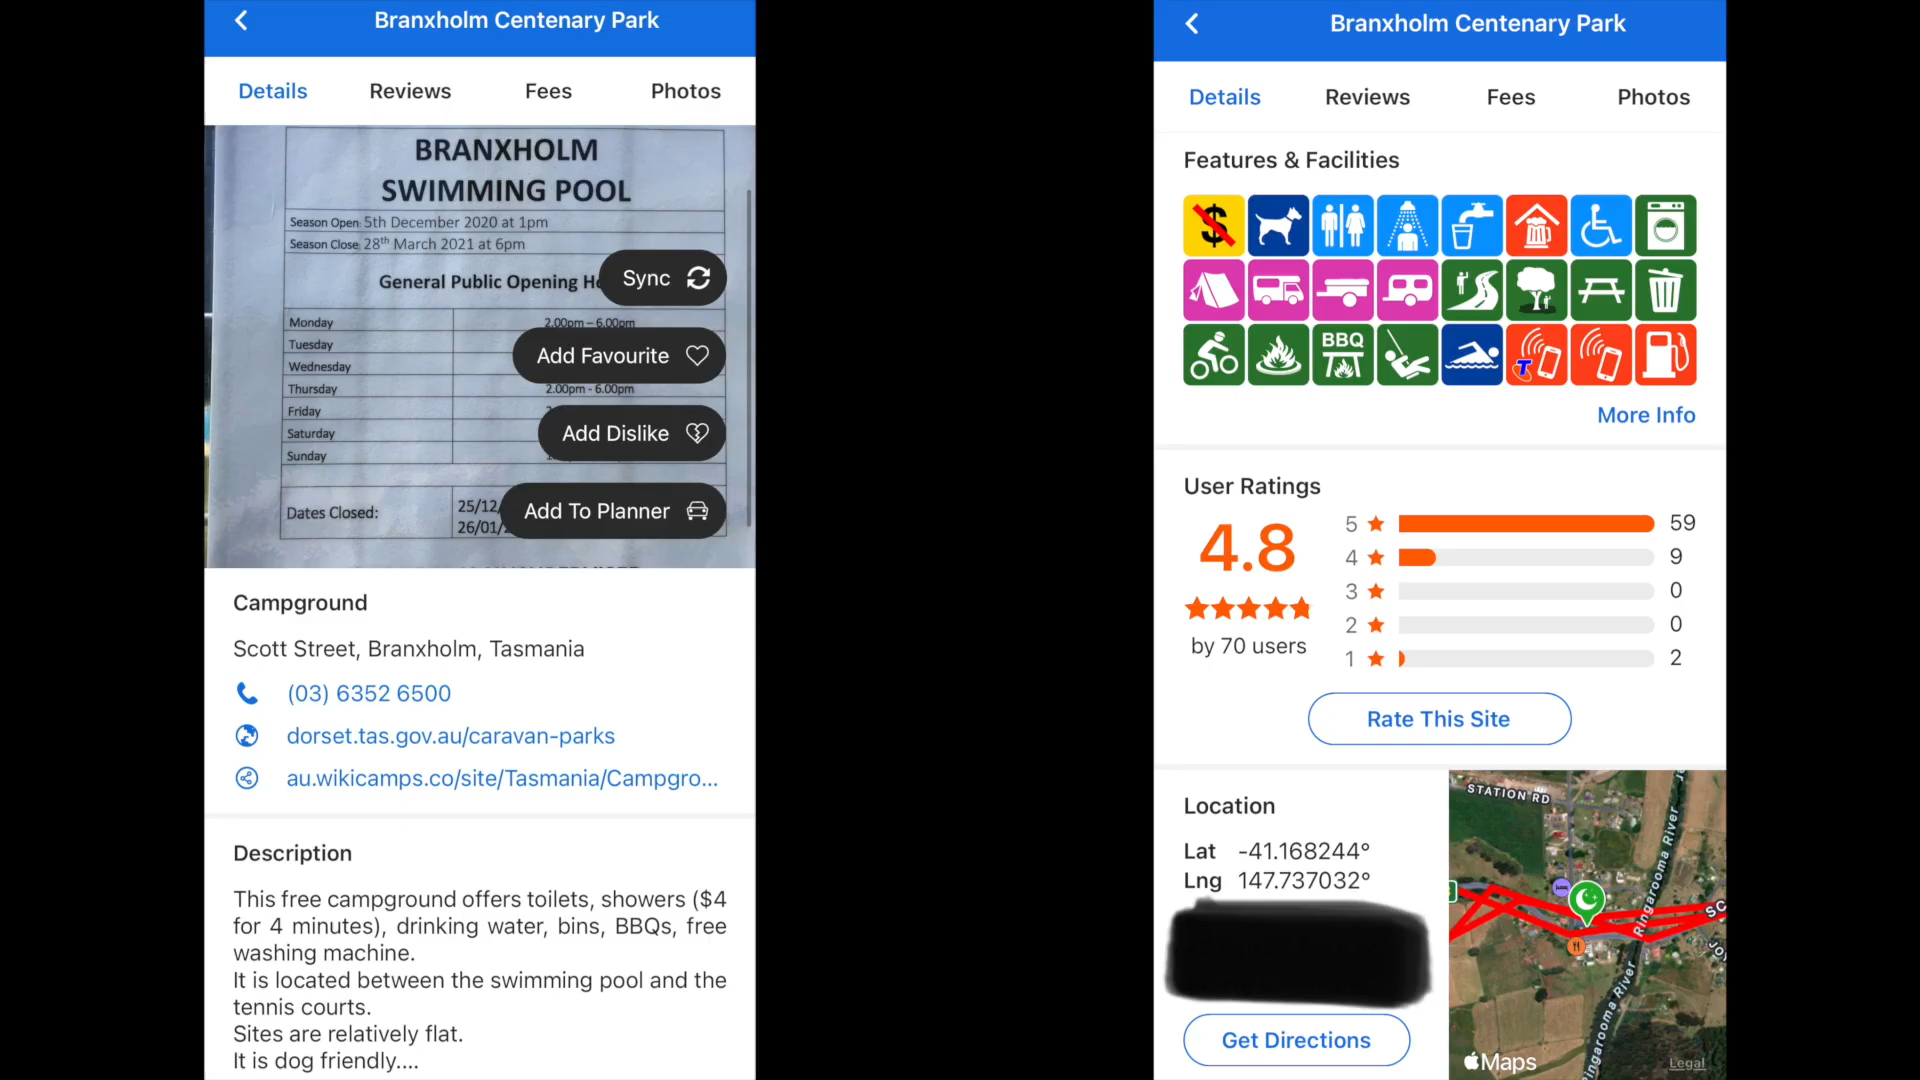 Branxholm Centenary Park
Details Reviews Fees Photos
BRANXHOLM
SWIMMING POOL
Season Open: 5th December 2020 at 1pm
Season Close: 28th March 2021 at 6pm
General Public Opening
Sync
Monday 2.00pm – 6.00pm
Tuesday
Add Favourite
Wednesday
Thursday 2.00pm - 6.00pm
Friday
Add Dislike
Saturday
Sunday
Dates Closed: 25/12/
26/01/
Add To Planner
Campground
Scott Street, Branxholm, Tasmania
(03) 6352 6500
dorset.tas.gov.au/caravan-parks
au.wikicamps.co/site/Tasmania/Campgro...
Description
This free campground offers toilets, showers ($4
for 4 minutes), drinking water, bins, BBQs, free
washing machine.
It is located between the swimming pool and the
tennis courts.
Sites are relatively flat.
It is dog friendly....
Branxholm Centenary Park
Details Reviews Fees Photos
Features & Facilities
$
BBQ
T
More Info
User Ratings
4.8
by 70 users
5 59
4 9
3 0
2 0
1 2
Rate This Site
Location
Lat -41.168244°
Lng 147.737032°
Get Directions
STATION RD
Ringarooma River
SC
JOY
Ringarooma River
Maps
Legal